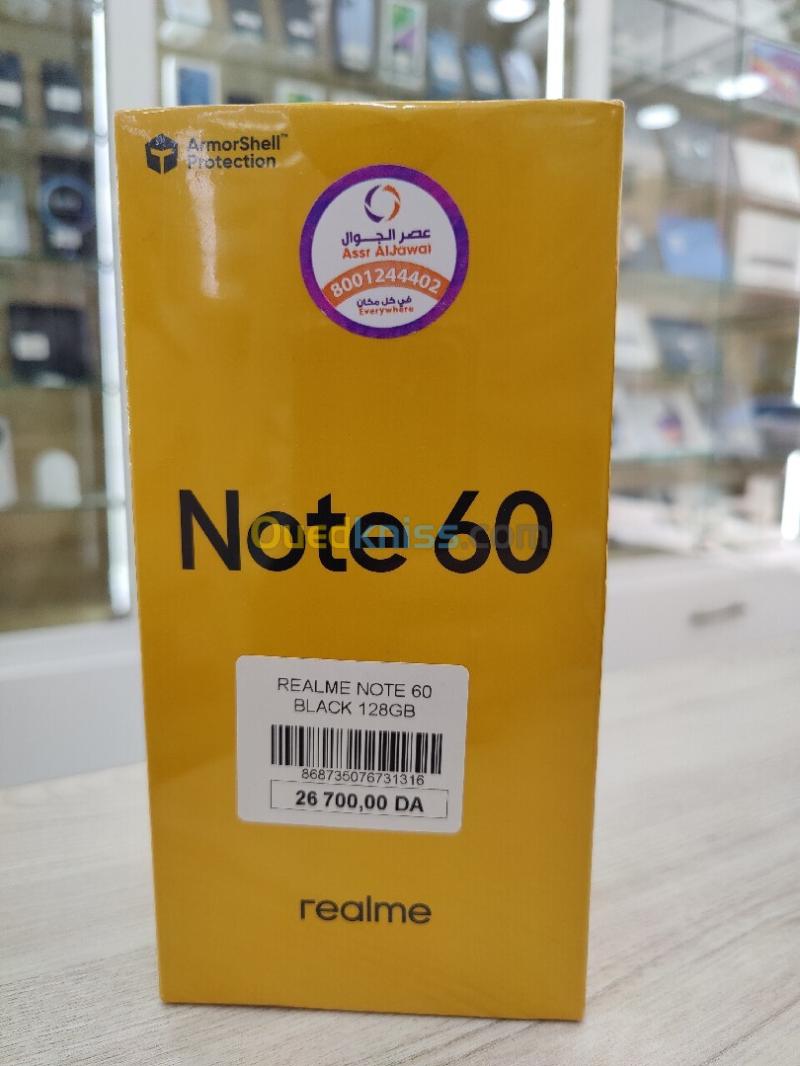 ArmorShell™
Protection
عصر الجـوال
Assr AlJawal
8001244402
في كل مكان
Everywhere
Note 60
Ouedkniss.com
REALME NOTE 60
BLACK 128GB
868735076731316
26 700,00 DA
realme